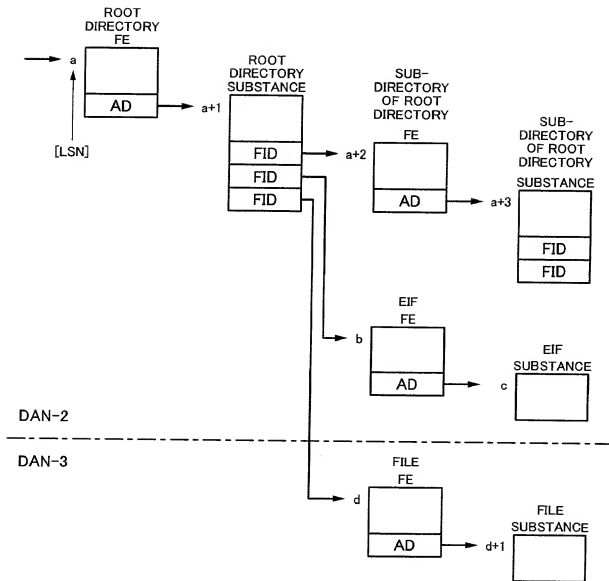 ROOT
DIRECTORY
FE
a
AD
[LSN]
ROOT
DIRECTORY
SUBSTANCE
a+1
FID
FID
FID
SUB-
DIRECTORY
OF ROOT
DIRECTORY
FE
a+2
AD
SUB-
DIRECTORY
OF ROOT
DIRECTORY
SUBSTANCE
a+3
FID
FID
EIF
FE
b
AD
EIF
SUBSTANCE
c
DAN-2
DAN-3
FILE
FE
d
AD
FILE
SUBSTANCE
d+1